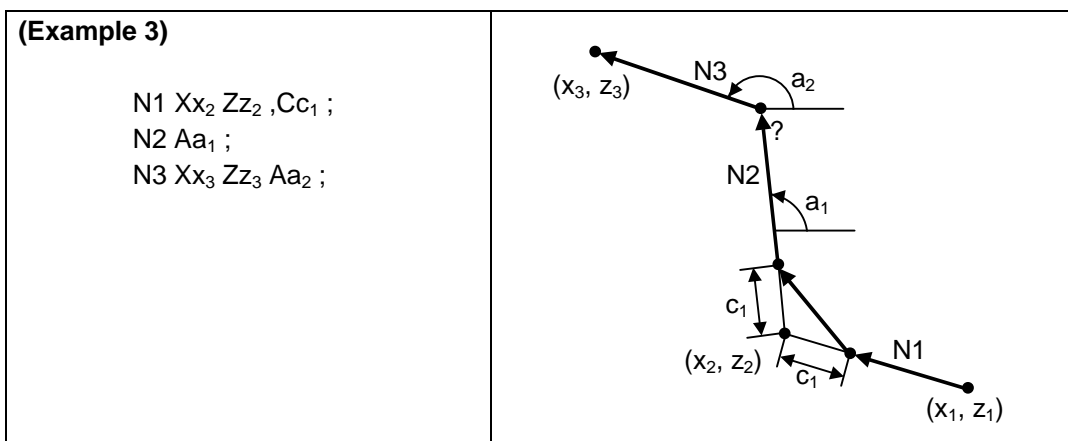 (Example 3)
N1 Xx₂ Zz₂ ,Cc₁ ;
N2 Aa₁ ;
N3 Xx₃ Zz₃ Aa₂ ;
N3
a₂
(x₃, z₃)
?
N2
a₁
c₁
(x₂, z₂)
c₁
N1
(x₁, z₁)